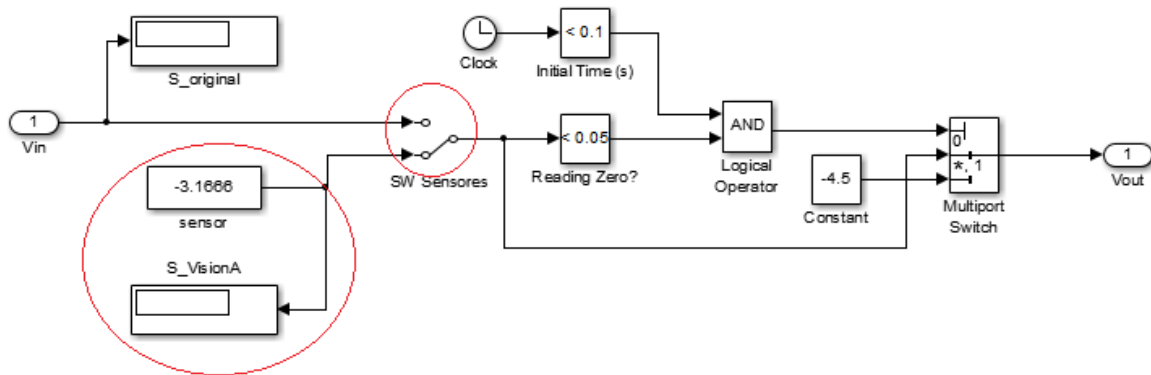 S_original
1
Vin
-3.1666
sensor
S_VisionA
SW Sensores
Clock
< 0.1
Initial Time (s)
< 0.05
Reading Zero?
AND
Logical
Operator
-4.5
Constant
0
1
*, 1
Multiport
Switch
1
Vout